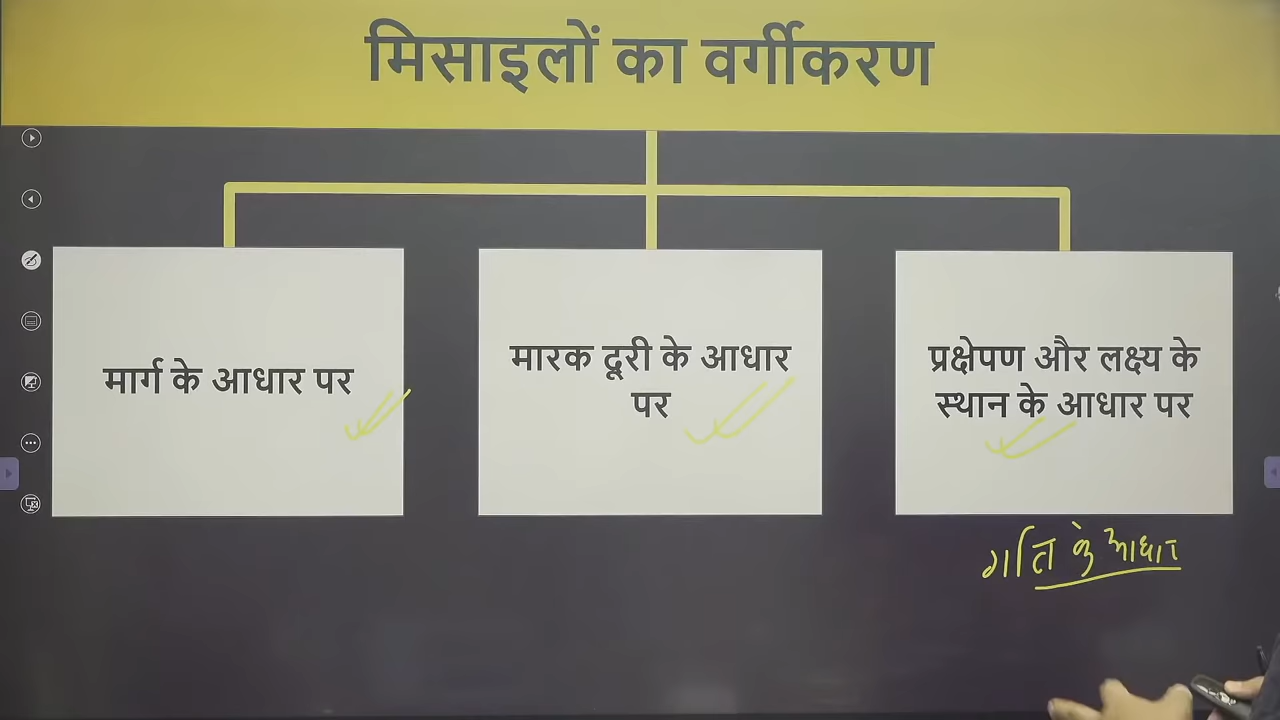 मिसाइलों का वर्गीकरण
मार्ग के आधार पर
मारक दूरी के आधार
पर
प्रक्षेपण और लक्ष्य के
स्थान के आधार पर
गति के आधार